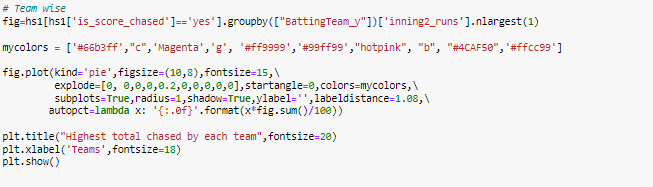 # Team wise
fig=hs1[hs1['is_score_chased']=='yes'].groupby(["BattingTeam_y"])['inning2_runs'].nlargest(1)
mycolors = ['#66b3ff',"c",'Magenta','g', '#ff9999','#99ff99',"hotpink", "b", "#4CAF50",'#ffcc99']
fig.plot(kind='pie',figsize=(10,8),fontsize=15,\
explode=[0, 0,0,0,0.2,0,0,0,0,0],startangle=0,colors=mycolors,\
subplots=True,radius=1,shadow=True,ylabel='',labeldistance=1.08,\
autopct=lambda x: '{:.0f}'.format(x*fig.sum()/100))
plt.title("Highest total chased by each team",fontsize=20)
plt.xlabel('Teams',fontsize=18)
plt.show()